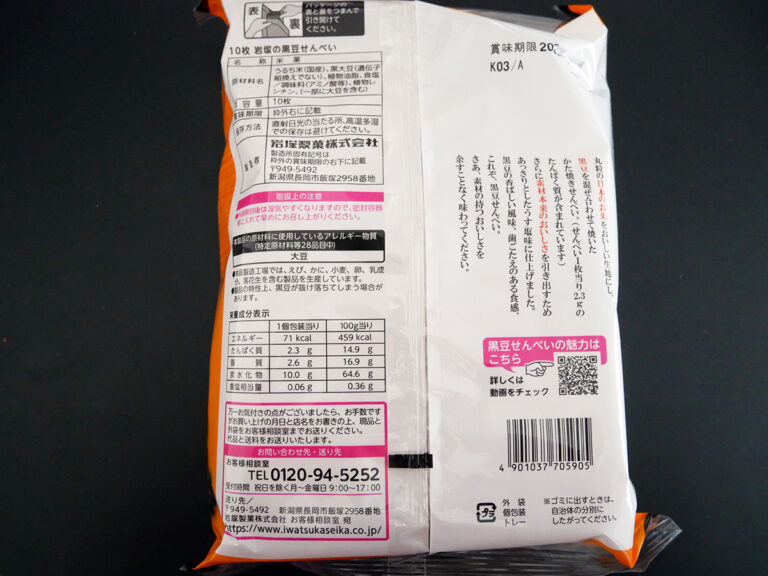 表
裏
パッケージの
表と裏をつまんで
引き開けて
ください。
10枚 岩塚の黒豆せんべい
名称 米菓
原材料名 うるち米(国産)、黒大豆(遺伝子
組換えでない)、植物油脂、食塩
/調味料(アミノ酸等)、植物レ
シチン、(一部に大豆を含む)
内容量 10枚
賞味期限 枠外右に記載
保存方法 直射日光の当たる所、高温多湿
での保存は避けてください。
製造者 岩塚製菓株式会社
製造所固有記号は
枠外の賞味期限の右下に記載
〒949-5492
新潟県長岡市飯塚2958番地
取扱上の注意
●開封後は湿気やすくなりますので、密封容器
等に入れて早めにお召し上がりください。
本製品の原材料に使用しているアレルギー物質
(特定原材料等28品目中)
大豆
●本品製造工場では、えび、かに、小麦、卵、乳成
分、落花生を含む製品を生産しています。
●製品の特性上、黒豆が抜け落ちてしまう場合が
あります。
栄養成分表示
1個包装当り 100g当り
エネルギー 71 kcal 459 kcal
たんぱく質 2.3 g 14.9 g
脂質 2.6 g 16.9 g
炭水化物 10.0 g 64.6 g
食塩相当量 0.06 g 0.36 g
万一お気付きの点がございましたら、お手数です
がお買い上げの月日と店名をお書きの上、現品と
外袋をお客様相談室までお送りください。
代品と送料をお送りいたします。
お問い合わせ先・送り先
お客様相談室
TEL0120-94-5252
受付時間 祝日を除く月〜金曜日 9:00〜17:00
送り先/
〒949-5492 新潟県長岡市飯塚2958番地
岩塚製菓株式会社 お客様相談室 宛
https://www.iwatsukaseika.co.jp/
賞味期限 202
K03/A
丸粒の日本のお米をおいしい生地にし、
黒豆を混ぜ合わせて焼いた
かた焼きせんべい。(せんべい1枚当り2.3gの
たんぱく質が含まれています)
さらに素材本来のおいしさを引き出すため
あっさりとしたうす塩味に仕上げました。
黒豆の香ばしい風味、歯ごたえのある食感、
これぞ、黒豆せんべい。
さあ、素材の持つおいしさを
余すことなく味わってください。
黒豆せんべいの魅力は
こちら
詳しくは
動画をチェック
4 901037 705905
プラ
外袋
個包装
トレー
※ゴミに出すときは、
自治体の分別に
したがってください。